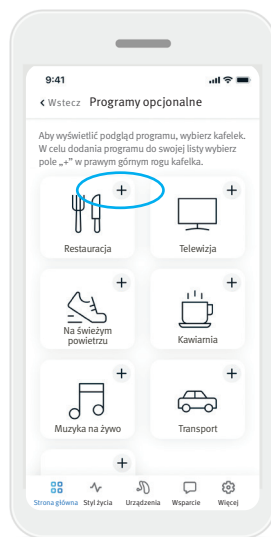 9:41
Wstecz Programy opcjonalne
Aby wyświetlić podgląd programu, wybierz kafelek.
W celu dodania programu do swojej listy wybierz
pole „+” w prawym górnym rogu kafelka.
+ +
Restauracja Telewizja
+ +
Na świeżym
powietrzu Kawiarnia
+ +
Muzyka na żywo Transport
+
Strona główna Styl życia Urządzenia Wsparcie Więcej